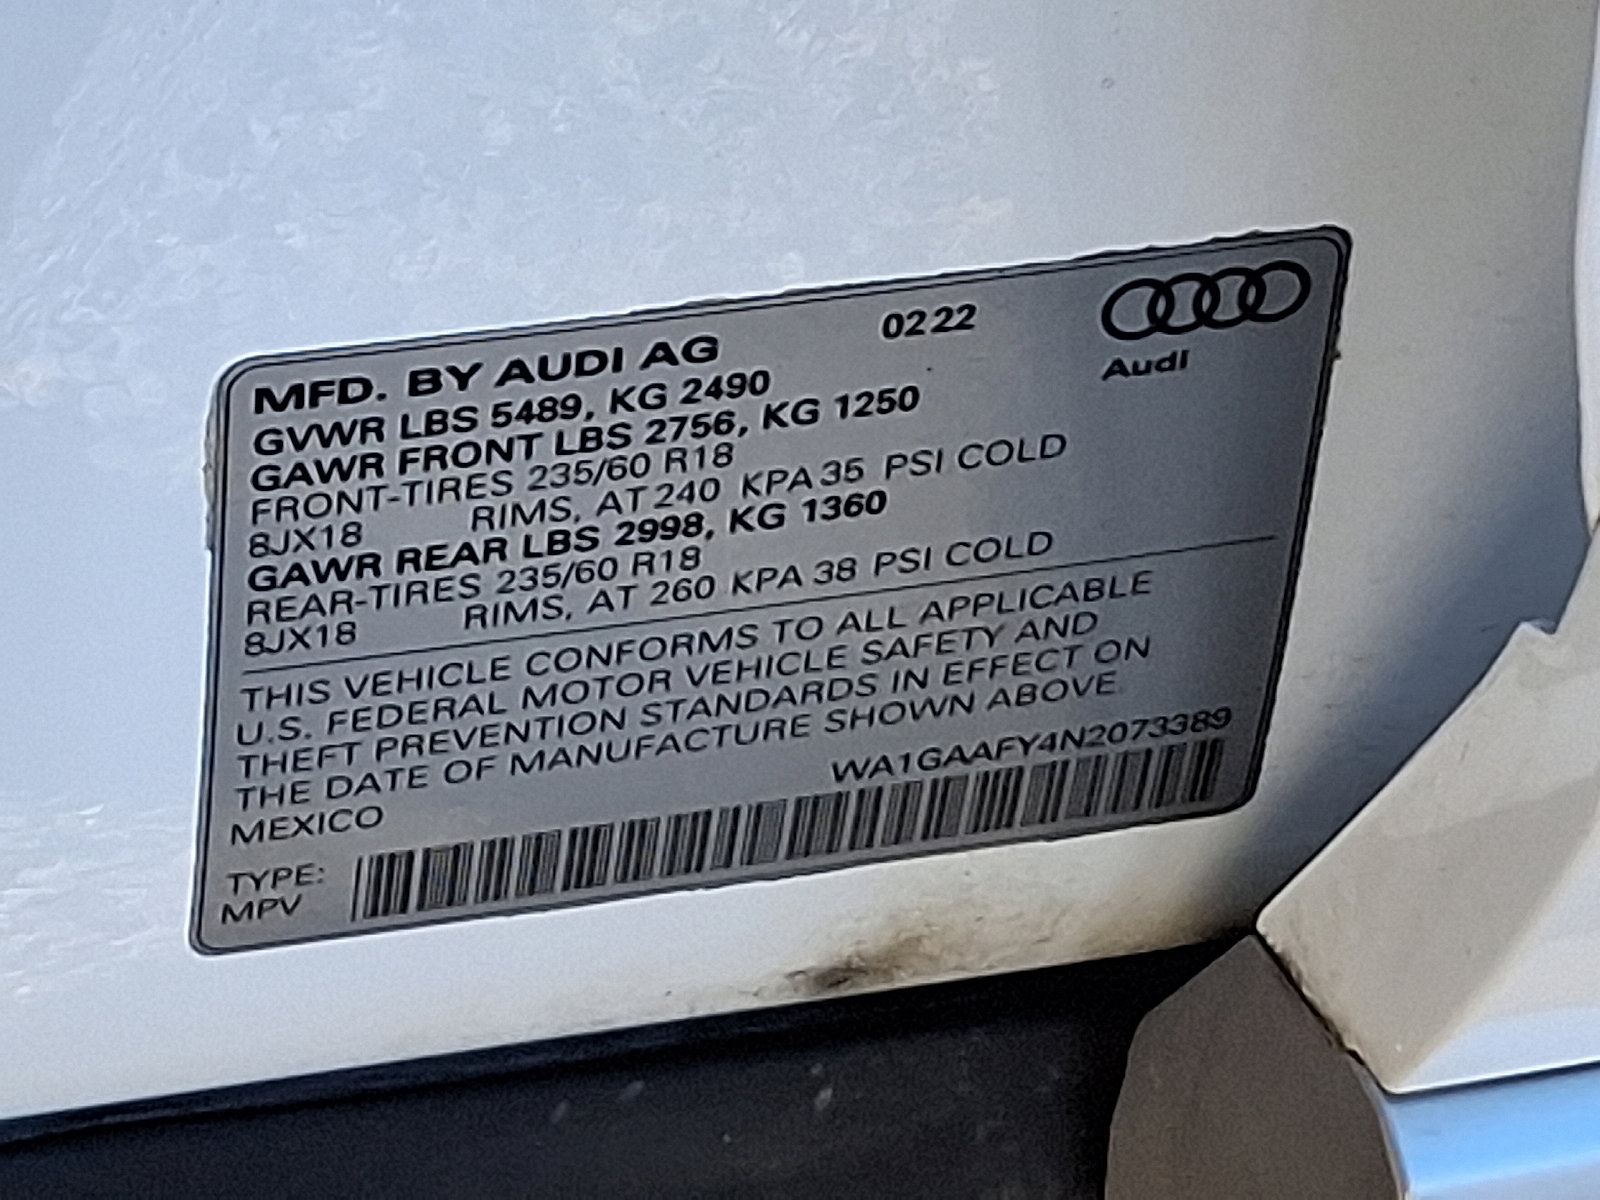 MFD. BY AUDI AG 0222
Audi
GVWR LBS 5489, KG 2490
GAWR FRONT LBS 2756, KG 1250
FRONT-TIRES 235/60 R18
8JX18 RIMS, AT 240 KPA 35 PSI COLD
GAWR REAR LBS 2998, KG 1360
REAR-TIRES 235/60 R18
8JX18 RIMS, AT 260 KPA 38 PSI COLD
THIS VEHICLE CONFORMS TO ALL APPLICABLE
U.S. FEDERAL MOTOR VEHICLE SAFETY AND
THEFT PREVENTION STANDARDS IN EFFECT ON
THE DATE OF MANUFACTURE SHOWN ABOVE.
MEXICO WA1GAAFY4N2073389
TYPE:
MPV